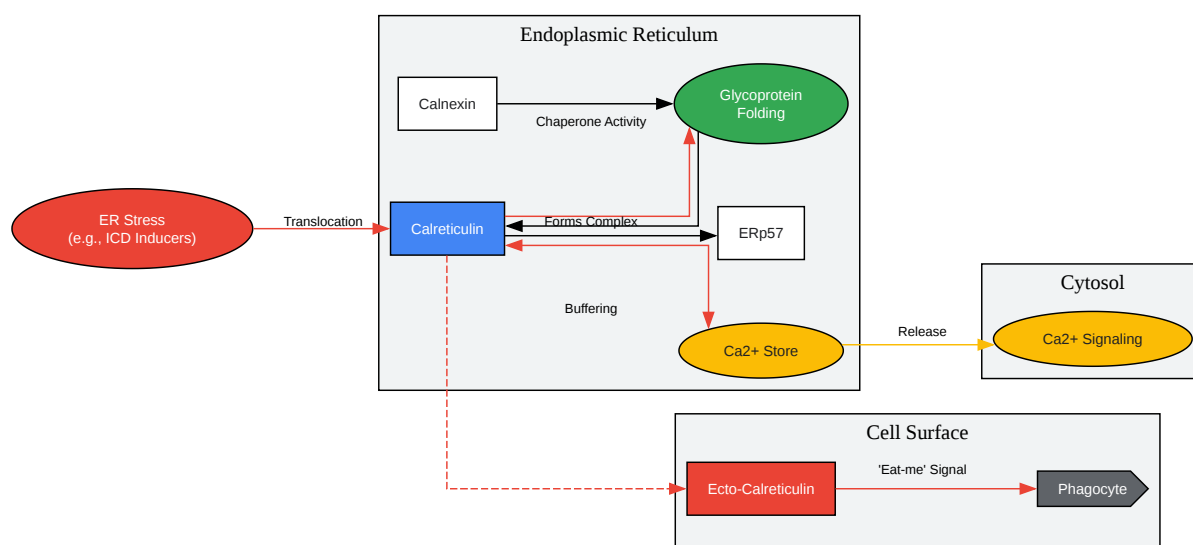 Endoplasmic Reticulum
Calnexin
Chaperone Activity
Glycoprotein
Folding
ER Stress
(e.g., ICD Inducers)
Translocation
Calreticulin
Forms Complex
ERp57
Buffering
Ca2+ Store
Release
Cytosol
Ca2+ Signaling
Cell Surface
Ecto-Calreticulin
'Eat-me' Signal
Phagocyte